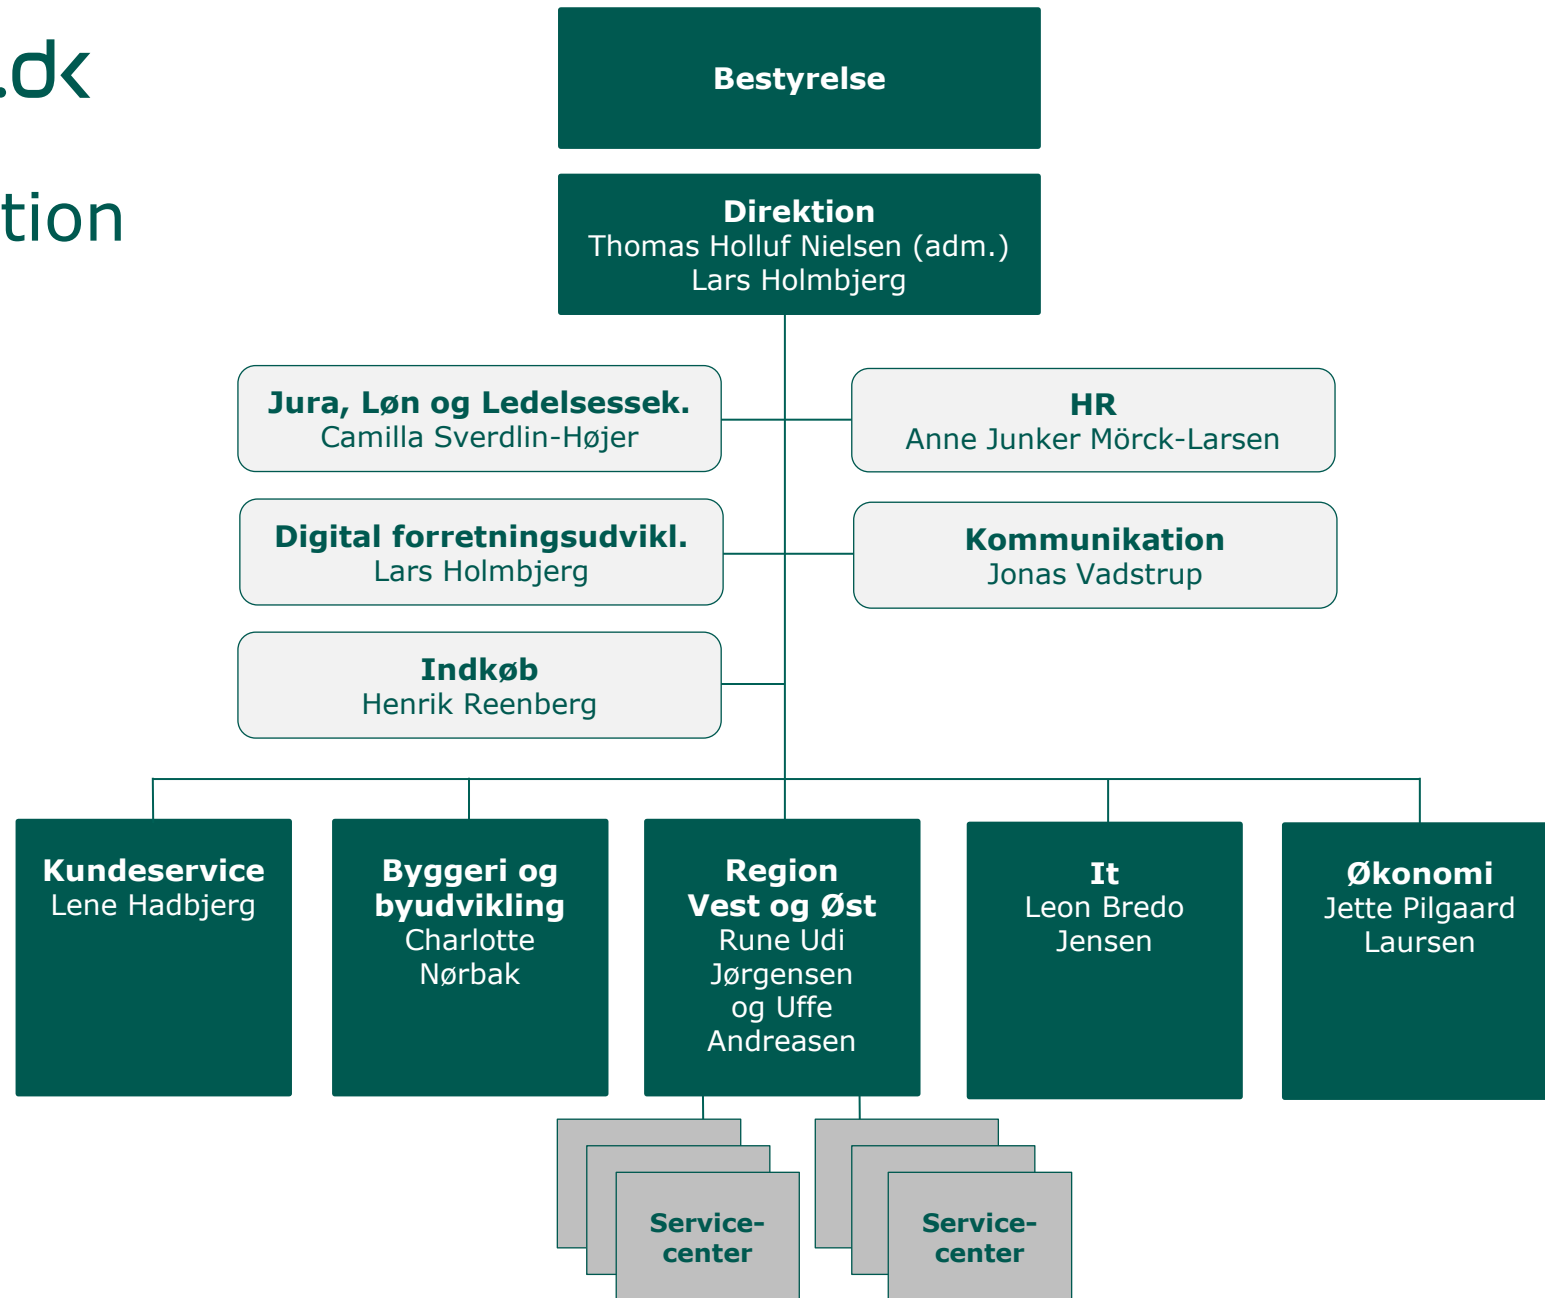 .dk
tion
Bestyrelse
Direktion
Thomas Holluf Nielsen (adm.)
Lars Holmbjerg
Jura, Løn og Ledelsessek.
Camilla Sverdlin-Højer
HR
Anne Junker Mörck-Larsen
Digital forretningsudvikl.
Lars Holmbjerg
Kommunikation
Jonas Vadstrup
Indkøb
Henrik Reenberg
Kundeservice
Lene Hadbjerg
Byggeri og
byudvikling
Charlotte
Nørbak
Region
Vest og Øst
Rune Udi
Jørgensen
og Uffe
Andreasen
It
Leon Bredo
Jensen
Økonomi
Jette Pilgaard
Laursen
Service-
center
Service-
center